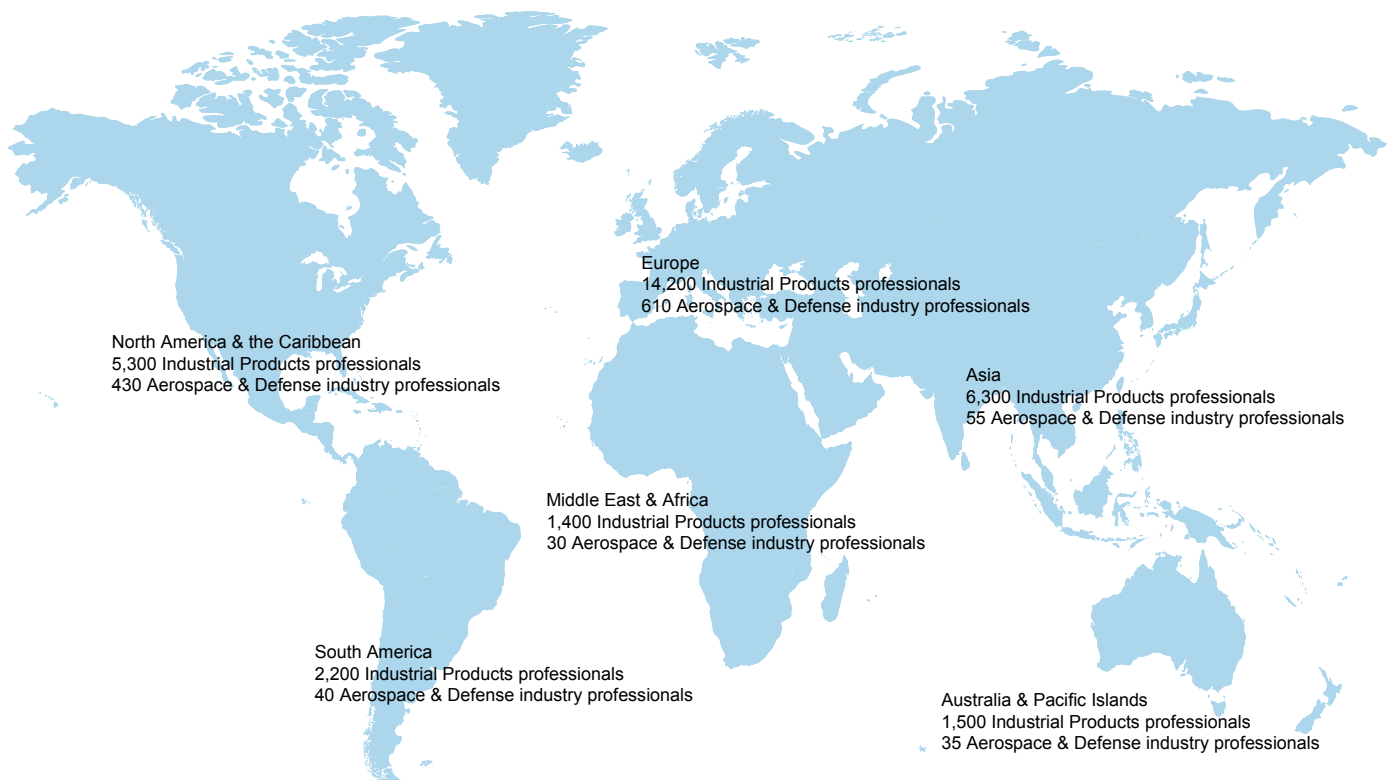 Europe
14,200 Industrial Products professionals
610 Aerospace & Defense industry professionals
North America & the Caribbean
5,300 Industrial Products professionals
430 Aerospace & Defense industry professionals
Asia
6,300 Industrial Products professionals
55 Aerospace & Defense industry professionals
Middle East & Africa
1,400 Industrial Products professionals
30 Aerospace & Defense industry professionals
South America
2,200 Industrial Products professionals
40 Aerospace & Defense industry professionals
Australia & Pacific Islands
1,500 Industrial Products professionals
35 Aerospace & Defense industry professionals